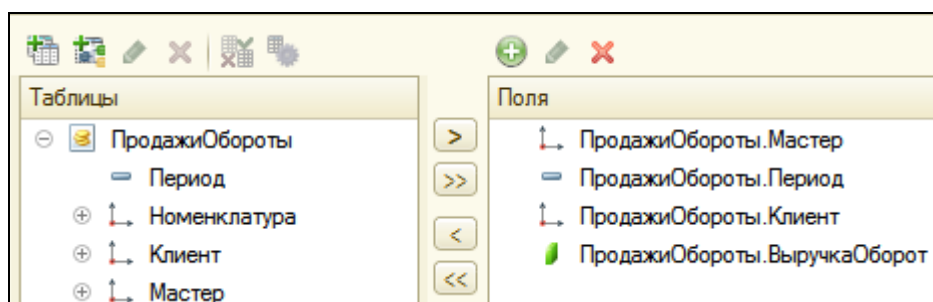 Таблицы
ПродажиОбороты
Период
Номенклатура
Клиент
Мастер
>
>>
<
<<
Поля
ПродажиОбороты.Мастер
ПродажиОбороты.Период
ПродажиОбороты.Клиент
ПродажиОбороты.ВыручкаОборот